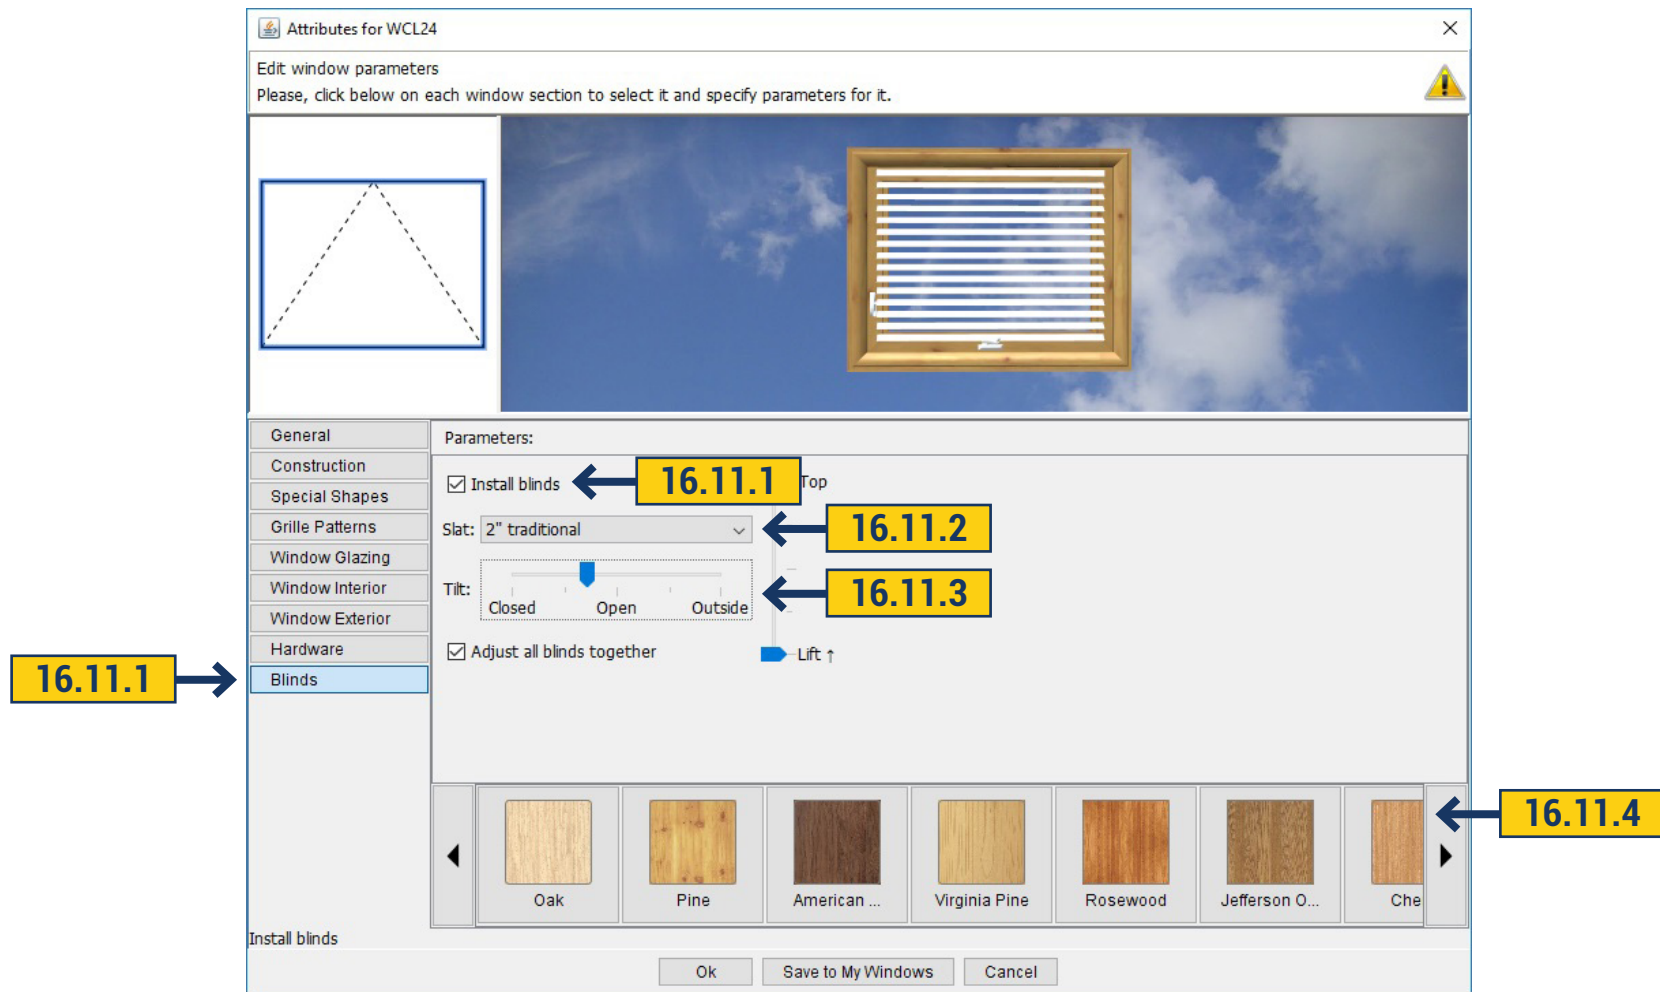 Attributes for WCL24
Edit window parameters
Please, click below on each window section to select it and specify parameters for it.
General
Construction
Special Shapes
Grille Patterns
Window Glazing
Window Interior
Window Exterior
Hardware
Blinds
16.11.1
Parameters:
Install blinds
16.11.1
Top
Slat: 2" traditional
16.11.2
Tilt:
Closed Open Outside
16.11.3
Adjust all blinds together
Lift ↑
Oak
Pine
American ...
Virginia Pine
Rosewood
Jefferson O...
Che
16.11.4
Install blinds
Ok
Save to My Windows
Cancel